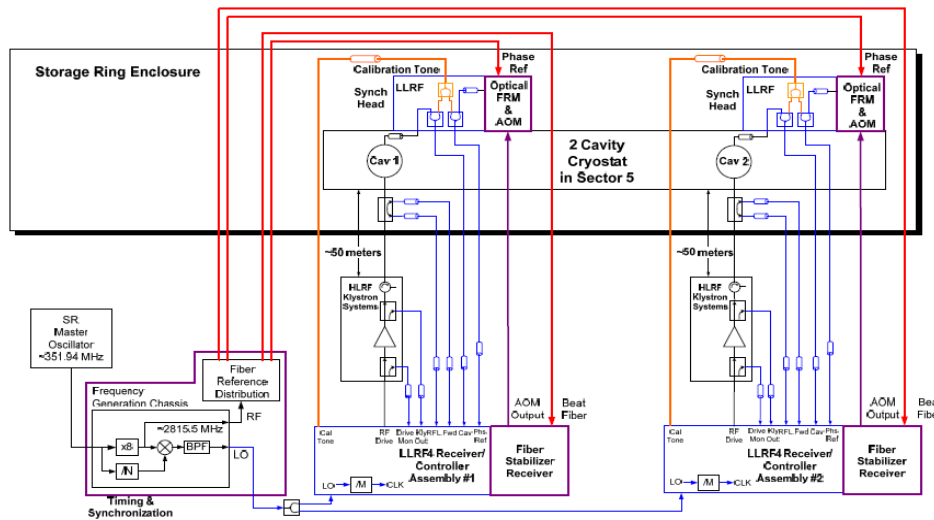 Storage Ring Enclosure
Calibration Tone
LLRF
Synch
Head
Phase
Ref
Optical
FRM
&
AOM
Cav 1
2 Cavity
Cryostat
in Sector 5
Calibration Tone
LLRF
Synch
Head
Phase
Ref
Optical
FRM
&
AOM
Cav 2
~50 meters
HLRF
Klystron
Systems
~50 meters
HLRF
Klystron
Systems
SR
Master
Oscillator
~351.94 MHz
Fiber
Reference
Distribution
Frequency
Generation Chassis
RF
~2815.5 MHz
x8
BPF
LO
/N
Timing &
Synchronization
AOM
Output
Beat
Fiber
Cal
Tone
RF
Drive
Drive
Mon
Kly
Out
RFL
Fwd
Cav
Phs
Ref
LLRF4 Receiver/
Controller
Assembly #1
LO
/M
CLK
Fiber
Stabilizer
Receiver
AOM
Output
Beat
Fiber
Cal
Tone
RF
Drive
Drive
Mon
Kly
Out
RFL
Fwd
Cav
Phs
Ref
LLRF4 Receiver/
Controller
Assembly #2
LO
/M
CLK
Fiber
Stabilizer
Receiver